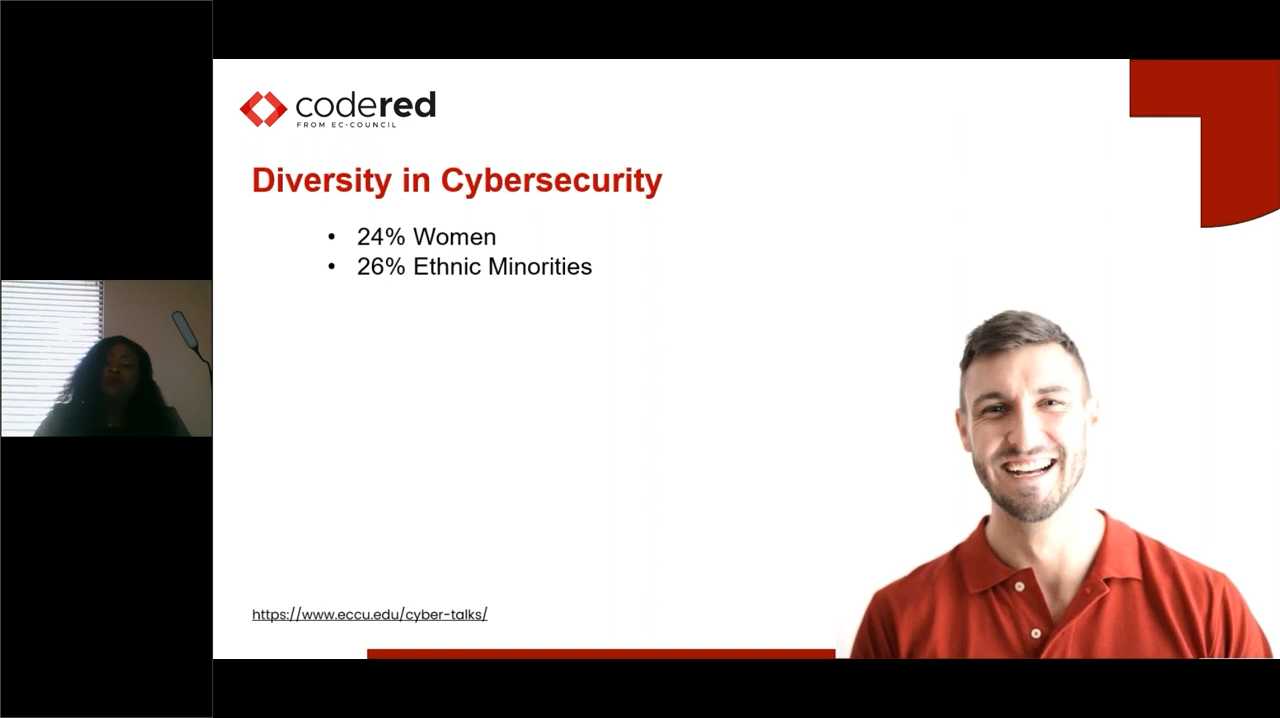 codered
FROM EC-COUNCIL
Diversity in Cybersecurity
• 24% Women
• 26% Ethnic Minorities
https://www.eccu.edu/cyber-talks/